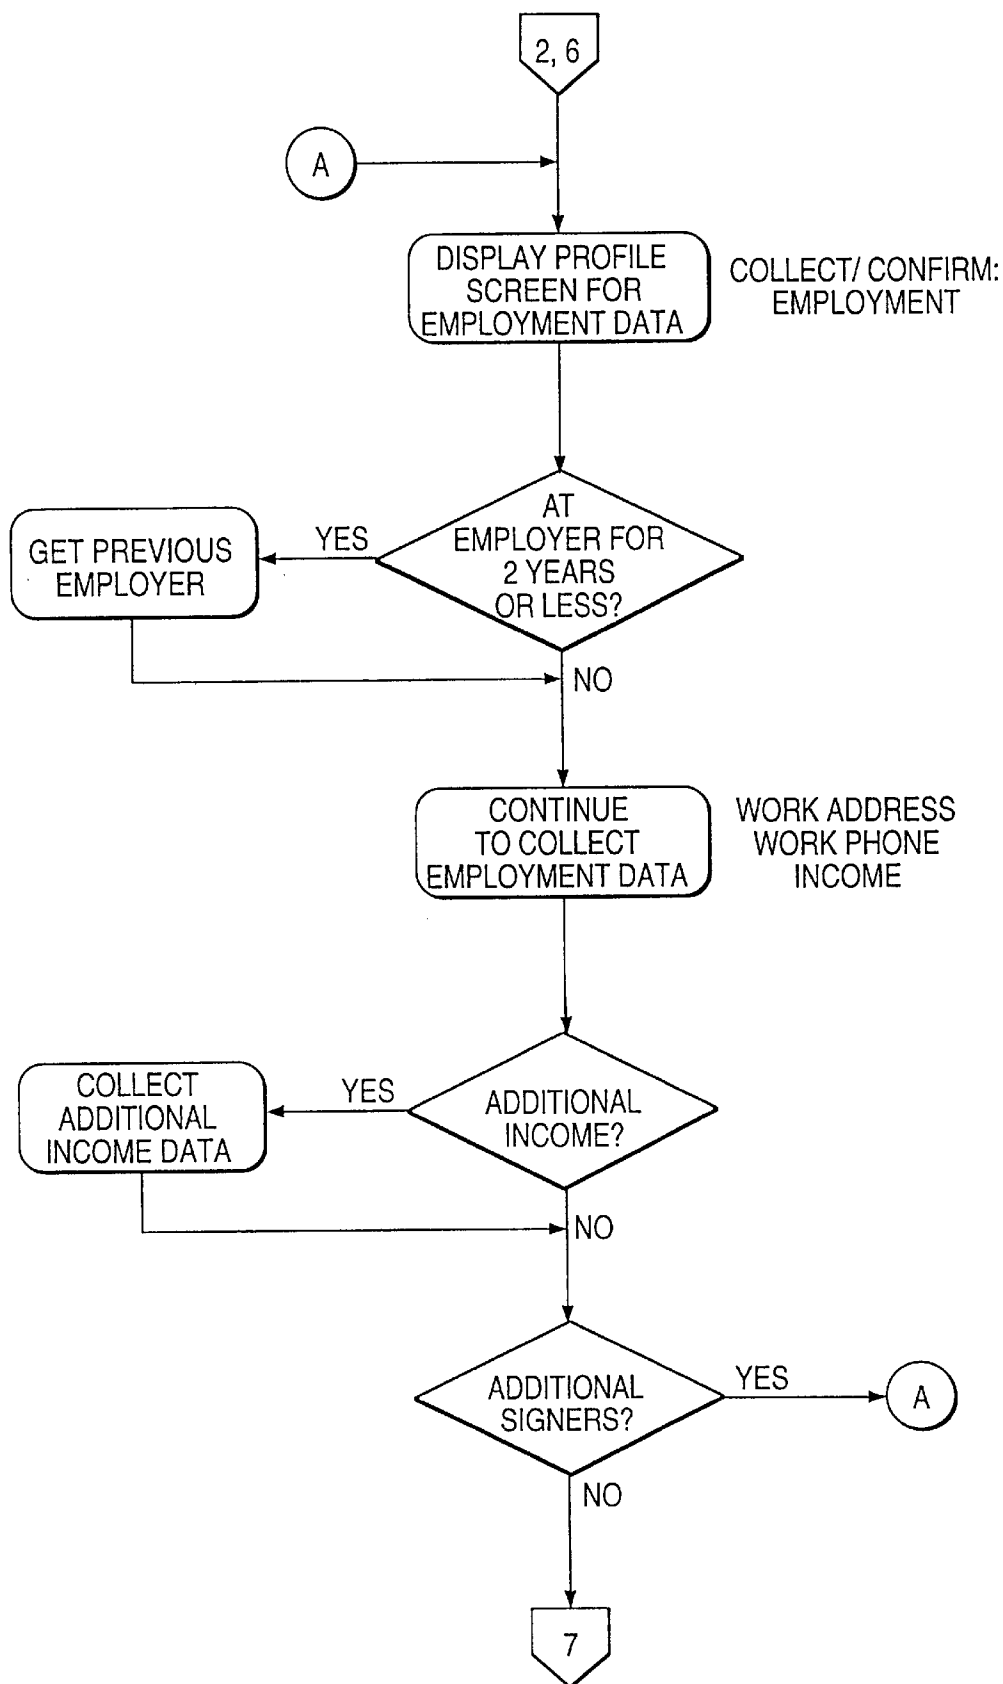 2, 6
A
DISPLAY PROFILE
SCREEN FOR
EMPLOYMENT DATA
COLLECT/ CONFIRM:
EMPLOYMENT
AT
EMPLOYER FOR
2 YEARS
OR LESS?
YES
GET PREVIOUS
EMPLOYER
NO
CONTINUE
TO COLLECT
EMPLOYMENT DATA
WORK ADDRESS
WORK PHONE
INCOME
ADDITIONAL
INCOME?
YES
COLLECT
ADDITIONAL
INCOME DATA
NO
ADDITIONAL
SIGNERS?
YES
A
NO
7